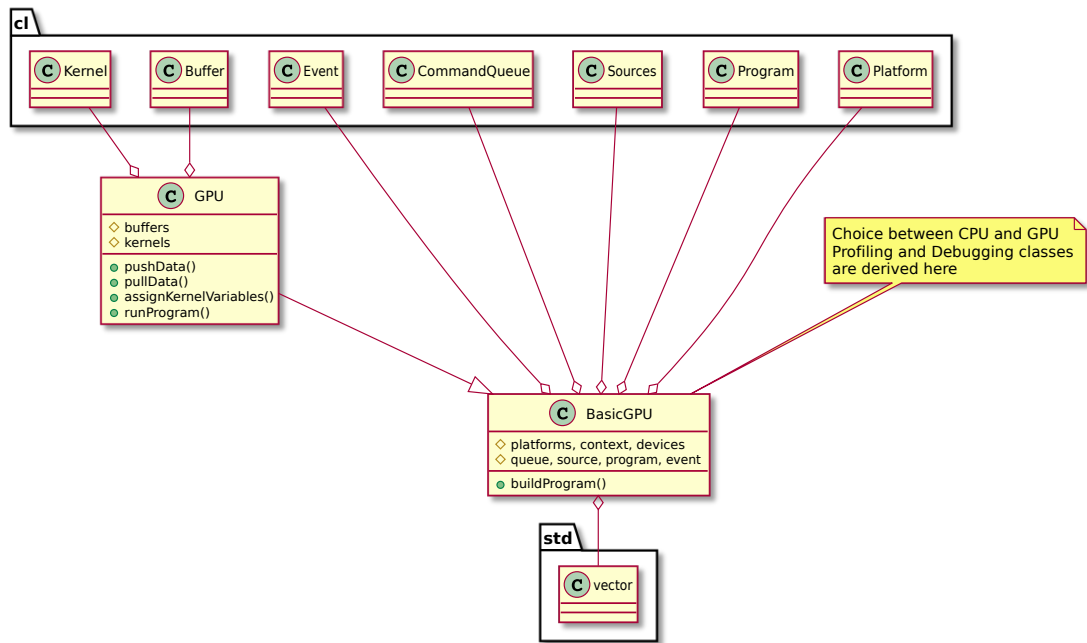 cl
C Kernel
C Buffer
C Event
C CommandQueue
C Sources
C Program
C Platform
C GPU
buffers
kernels
pushData()
pullData()
assignKernelVariables()
runProgram()
Choice between CPU and GPU
Profiling and Debugging classes
are derived here
C BasicGPU
platforms, context, devices
queue, source, program, event
buildProgram()
std
C vector